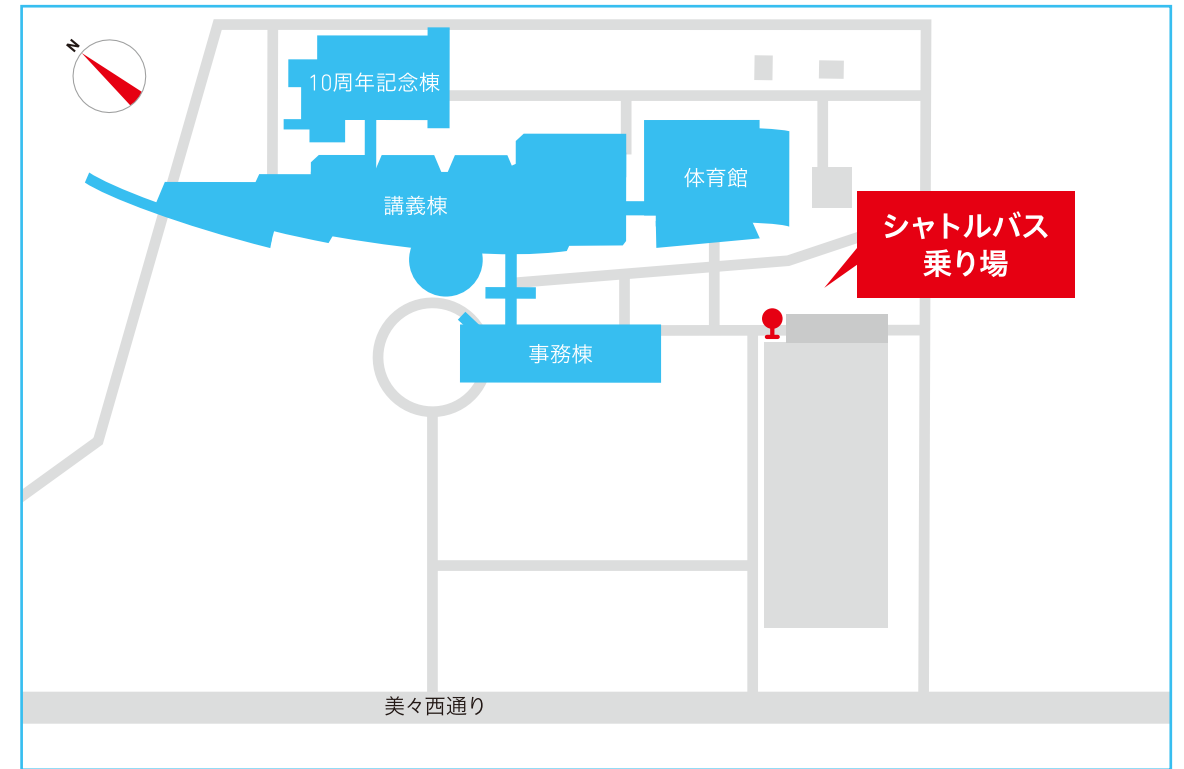 N
10周年記念棟
体育館
講義棟
シャトルバス
乗り場
事務棟
美々西通り